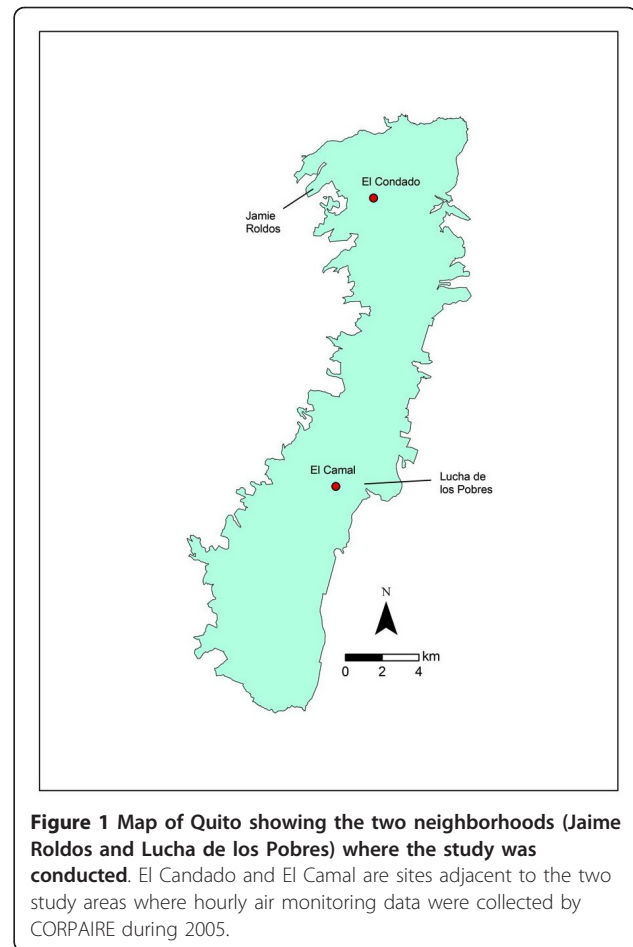 El Condado
Jamie
Roldos
El Camal
Lucha de
los Pobres
N
km
0 2 4
Figure 1 Map of Quito showing the two neighborhoods (Jaime
Roldos and Lucha de los Pobres) where the study was
conducted. El Candado and El Camal are sites adjacent to the two
study areas where hourly air monitoring data were collected by
CORPAIRE during 2005.